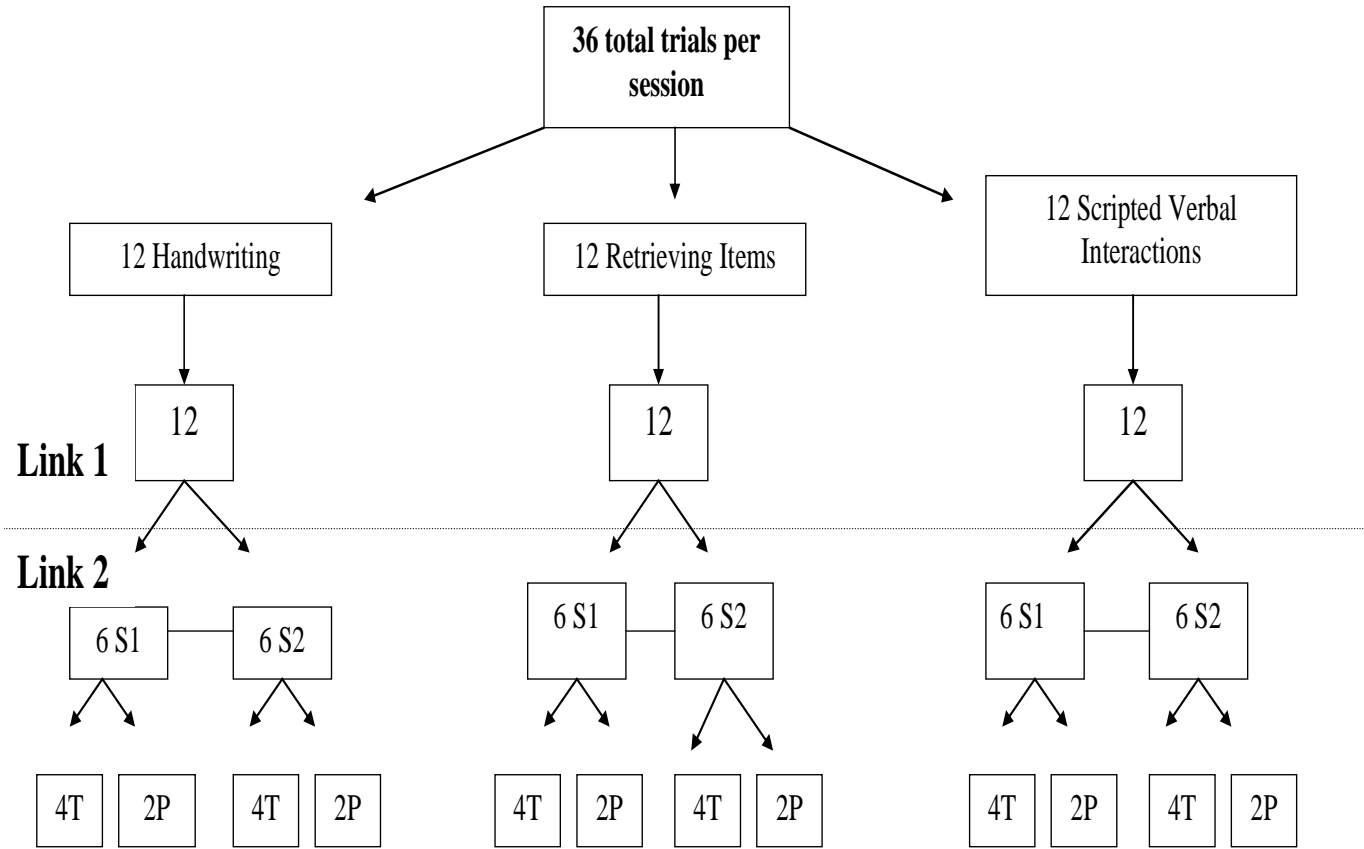 36 total trials per
session
12 Handwriting
12 Retrieving Items
12 Scripted Verbal
Interactions
12
12
12
Link 1
Link 2
6 S1
6 S2
6 S1
6 S2
6 S1
6 S2
4T
2P
4T
2P
4T
2P
4T
2P
4T
2P
4T
2P